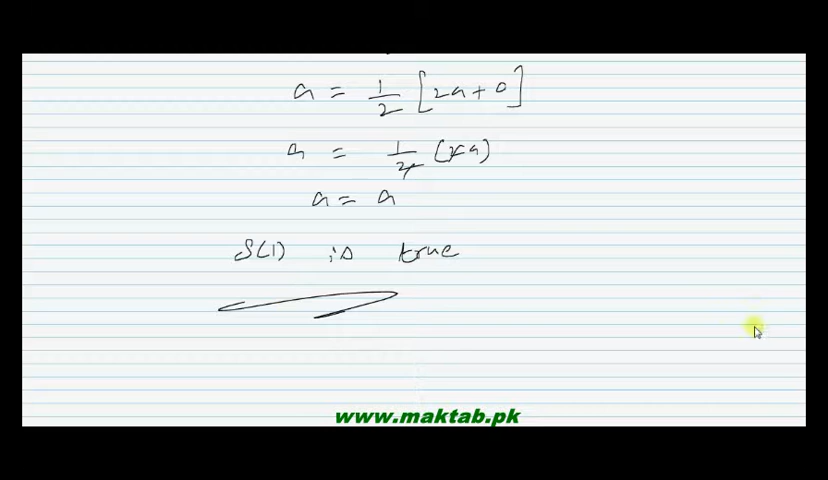 a = 1/2 [2a + 0]
a = 1/2 (2a)
a = a
S(1) is true
www.maktab.pk